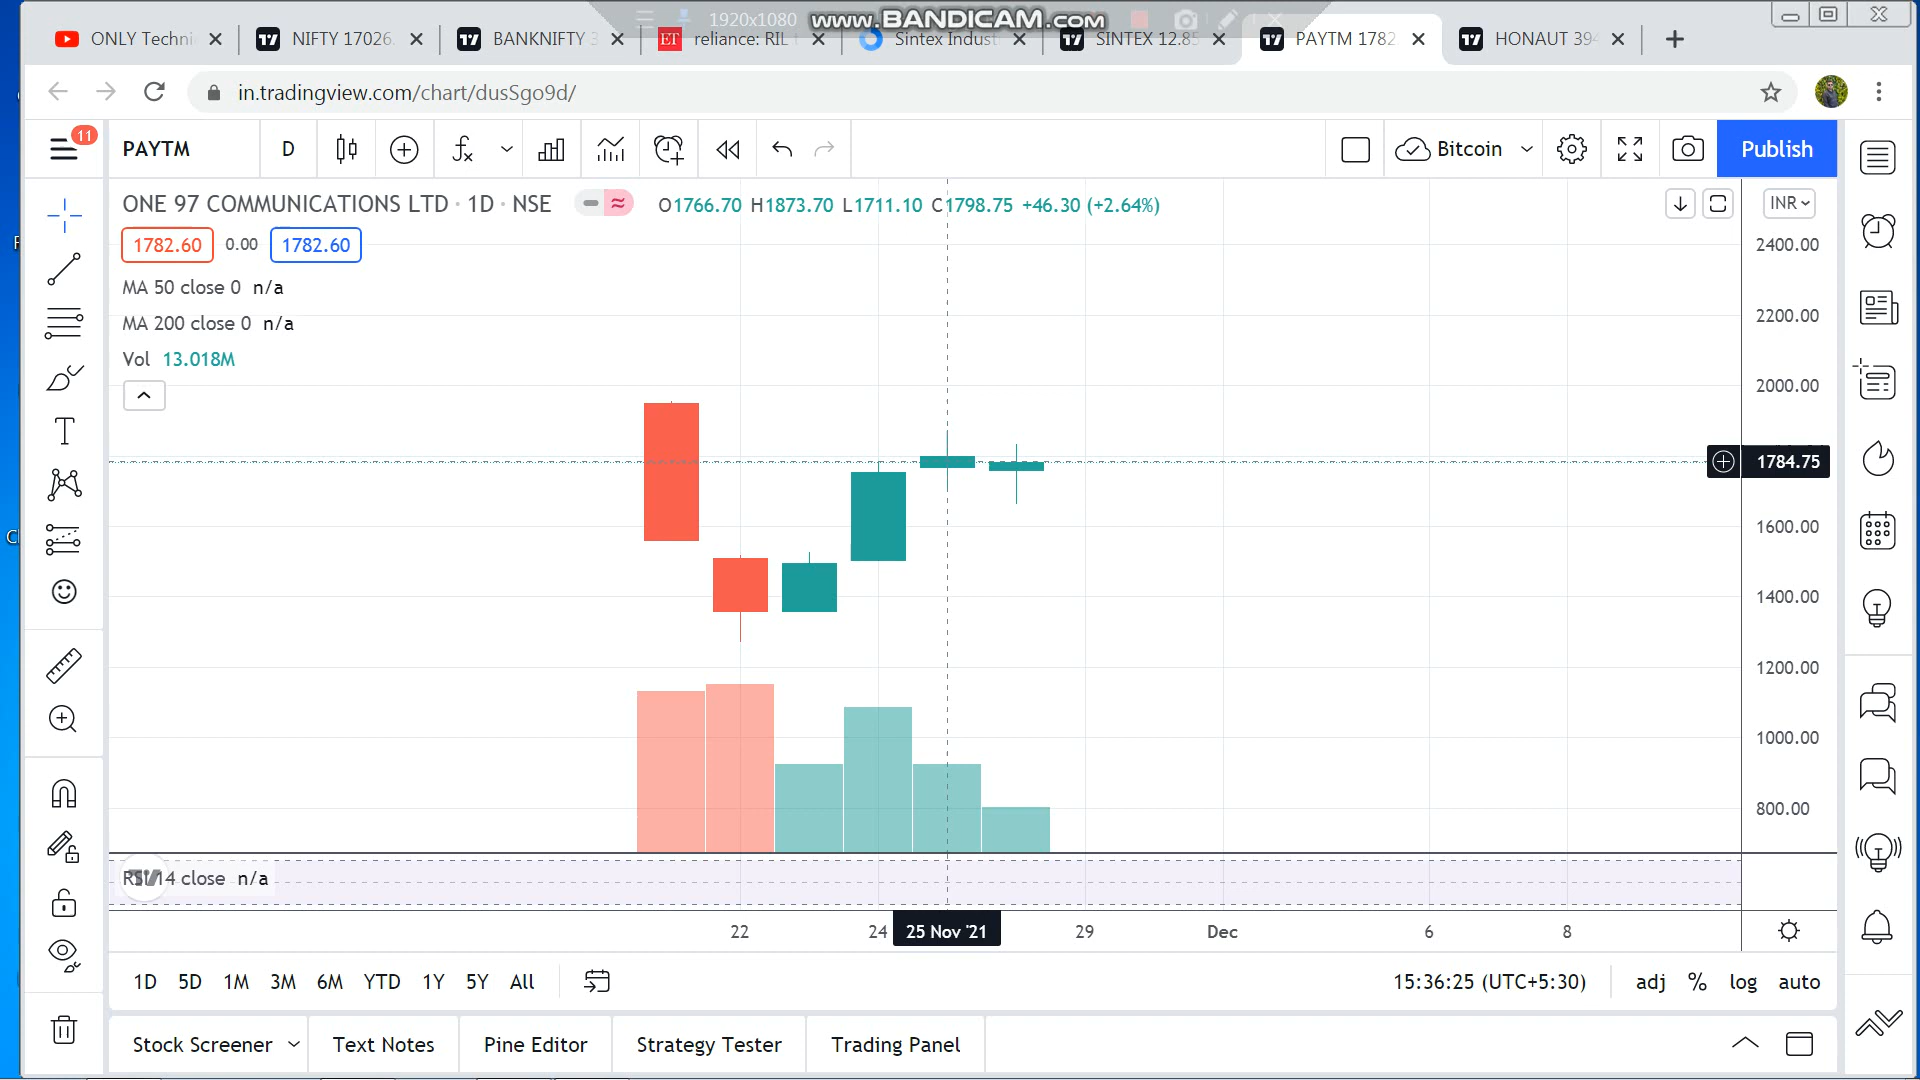 1920x1080 www.BANDICAM.com
ONLY Techni NIFTY 17026. BANKNIFTY 3 ET reliance: RIL Sintex Indust SINTEX 12.85 PAYTM 1782 HONAUT 394
in.tradingview.com/chart/dusSgo9d/
11
PAYTM D Bitcoin Publish
ONE 97 COMMUNICATIONS LTD · 1D · NSE O1766.70 H1873.70 L1711.10 C1798.75 +46.30 (+2.64%) INR
1782.60 0.00 1782.60
MA 50 close 0 n/a
MA 200 close 0 n/a
Vol 13.018M
2400.00
2200.00
2000.00
1784.75
1600.00
1400.00
1200.00
1000.00
800.00
RSI 14 close n/a
22 24 25 Nov '21 29 Dec 6 8
1D 5D 1M 3M 6M YTD 1Y 5Y All 15:36:25 (UTC+5:30) adj % log auto
Stock Screener Text Notes Pine Editor Strategy Tester Trading Panel